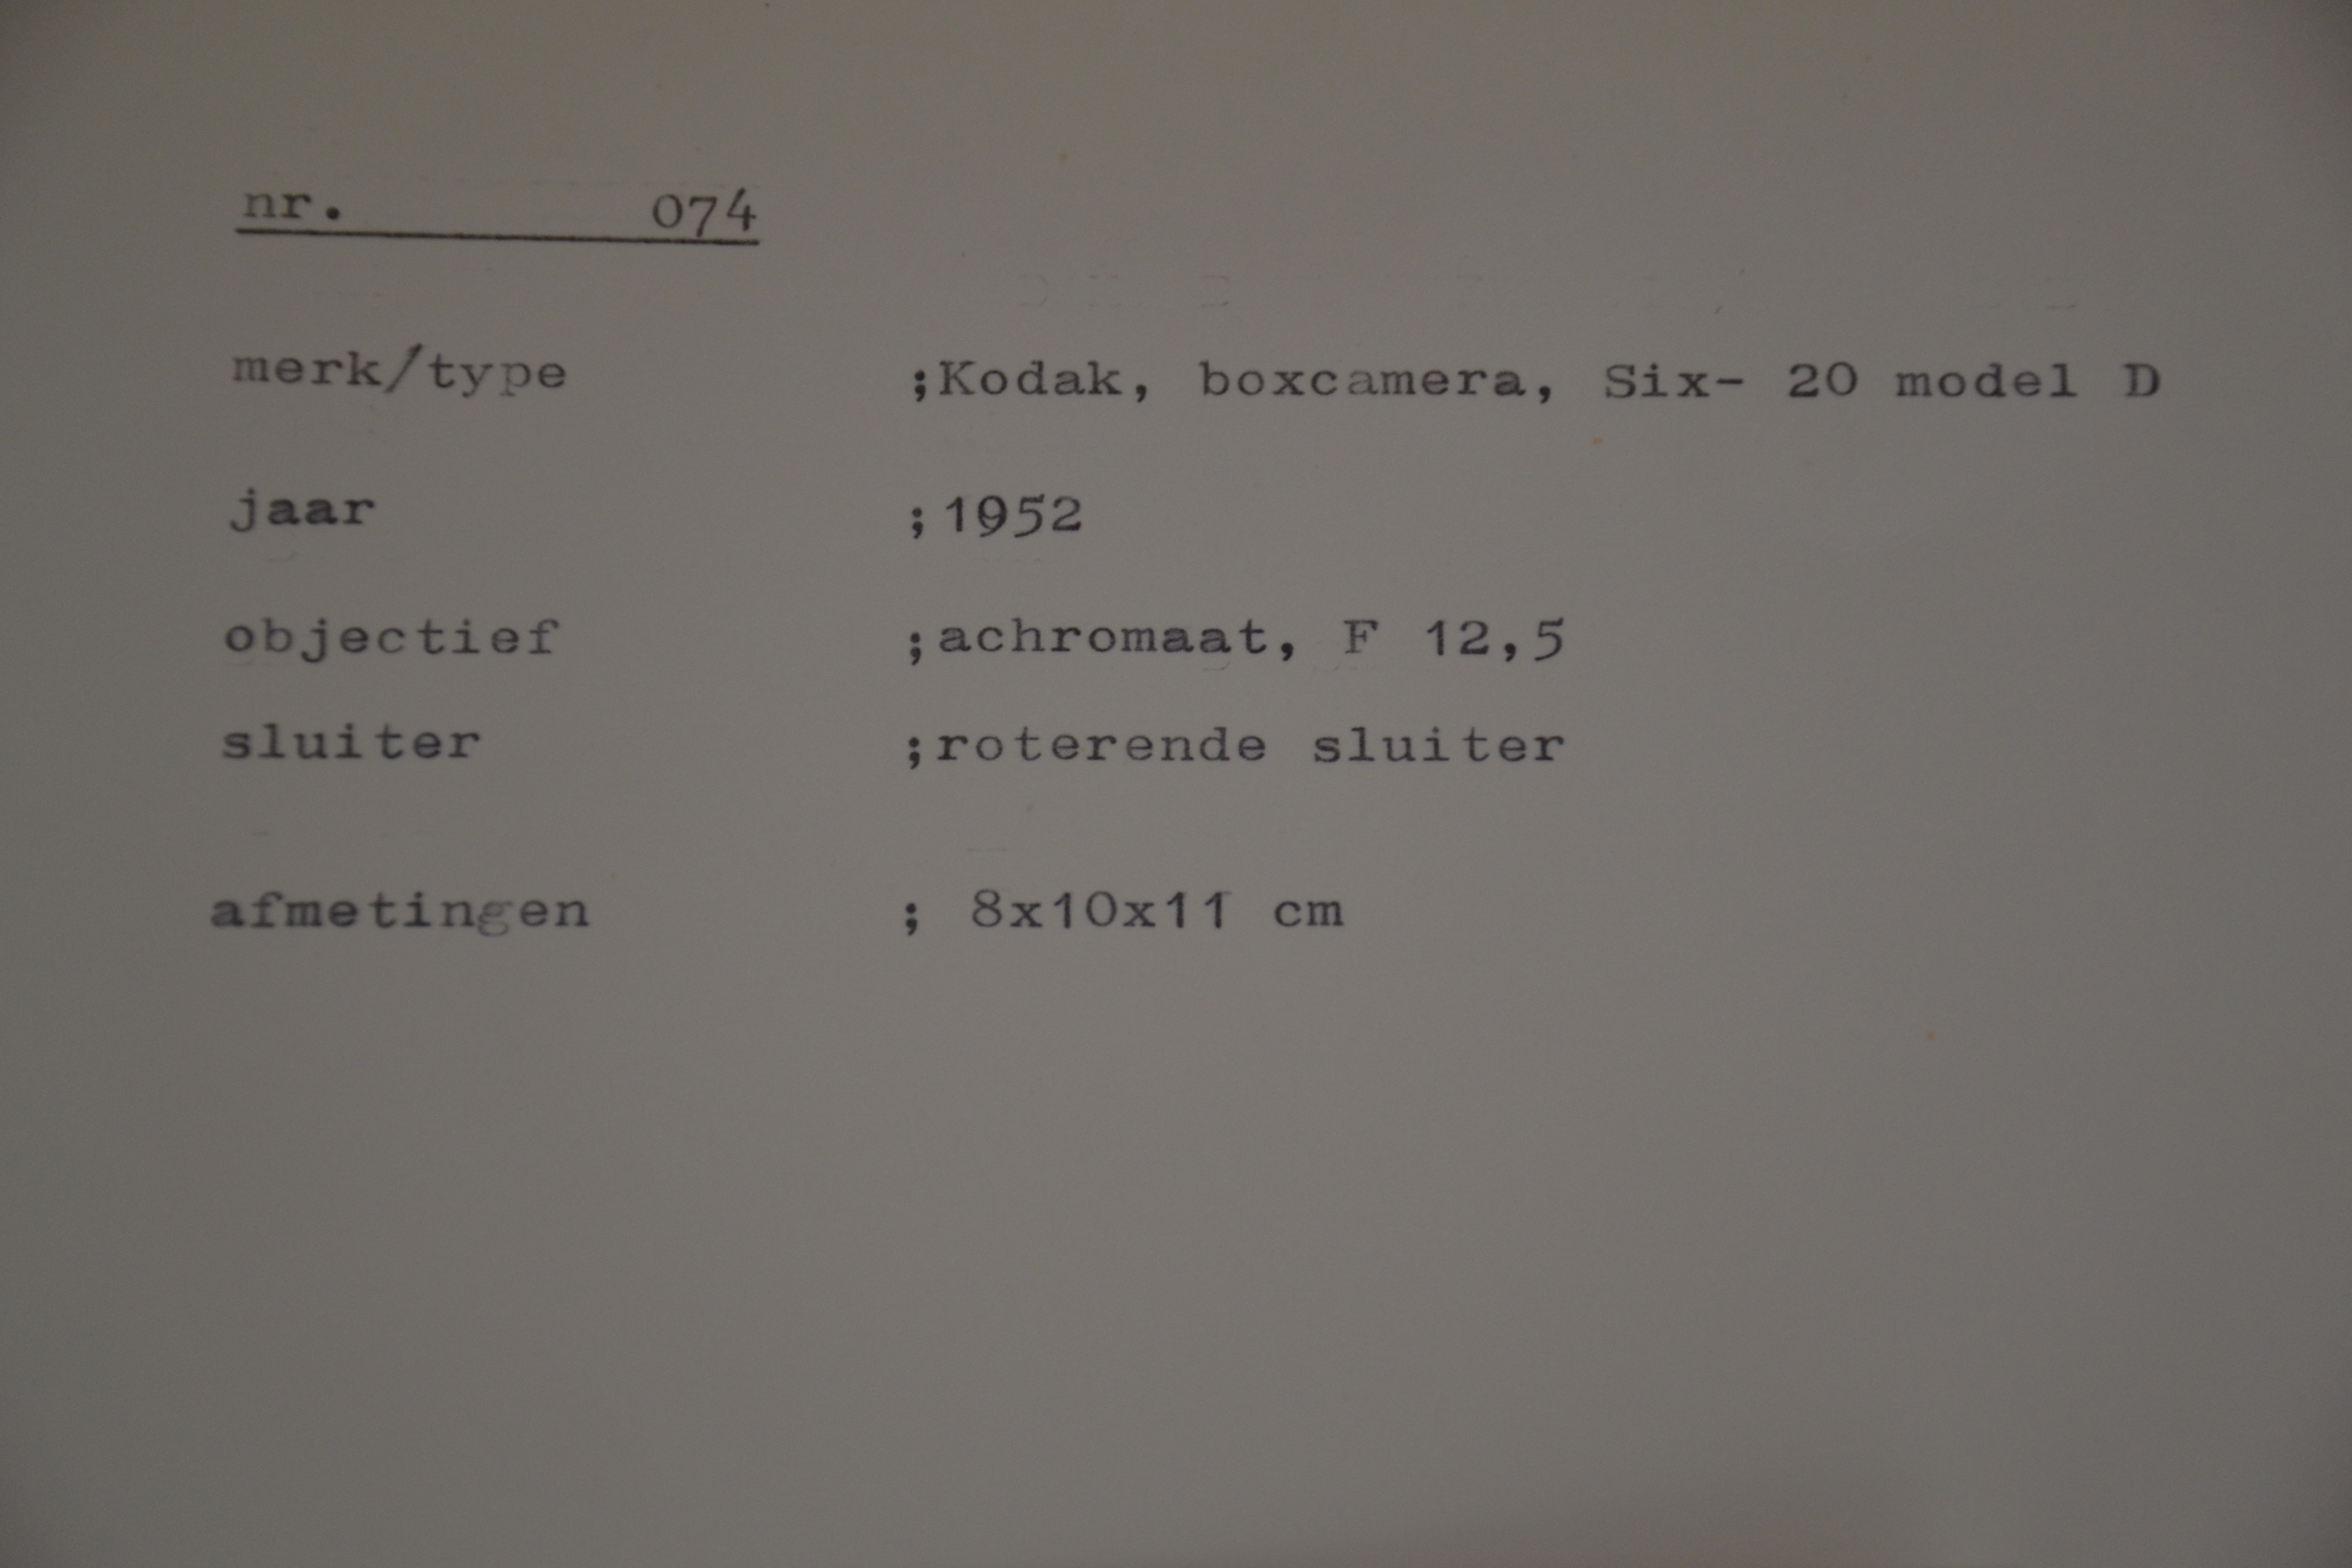 nr. 074
merk/type ;Kodak, boxcamera, Six- 20 model D
jaar ;1952
objectief ;achromaat, F 12,5
sluiter ;roterende sluiter
afmetingen ; 8x10x11 cm